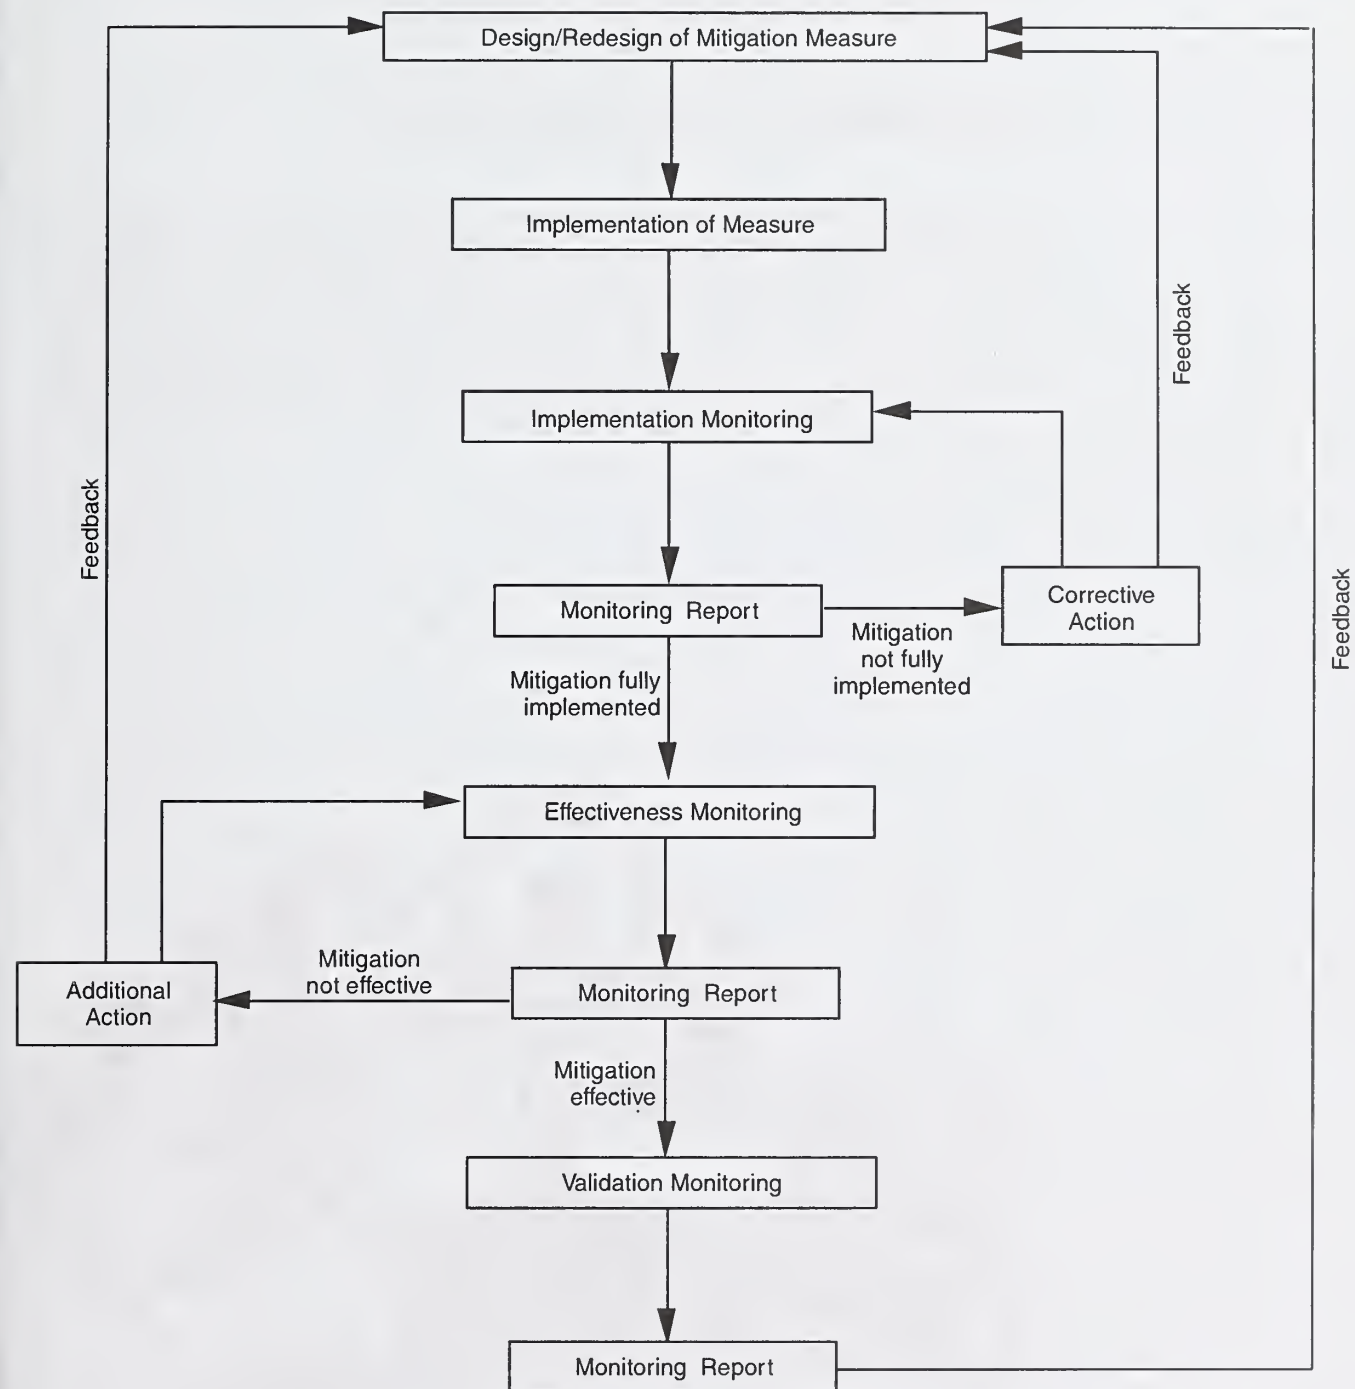 Design/Redesign of Mitigation Measure
Implementation of Measure
Feedback
Implementation Monitoring
Feedback
Monitoring Report
Corrective
Action
Mitigation
not fully
implemented
Feedback
Mitigation fully
implemented
Effectiveness Monitoring
Mitigation
not effective
Additional
Action
Monitoring Report
Mitigation
effective
Validation Monitoring
Monitoring Report